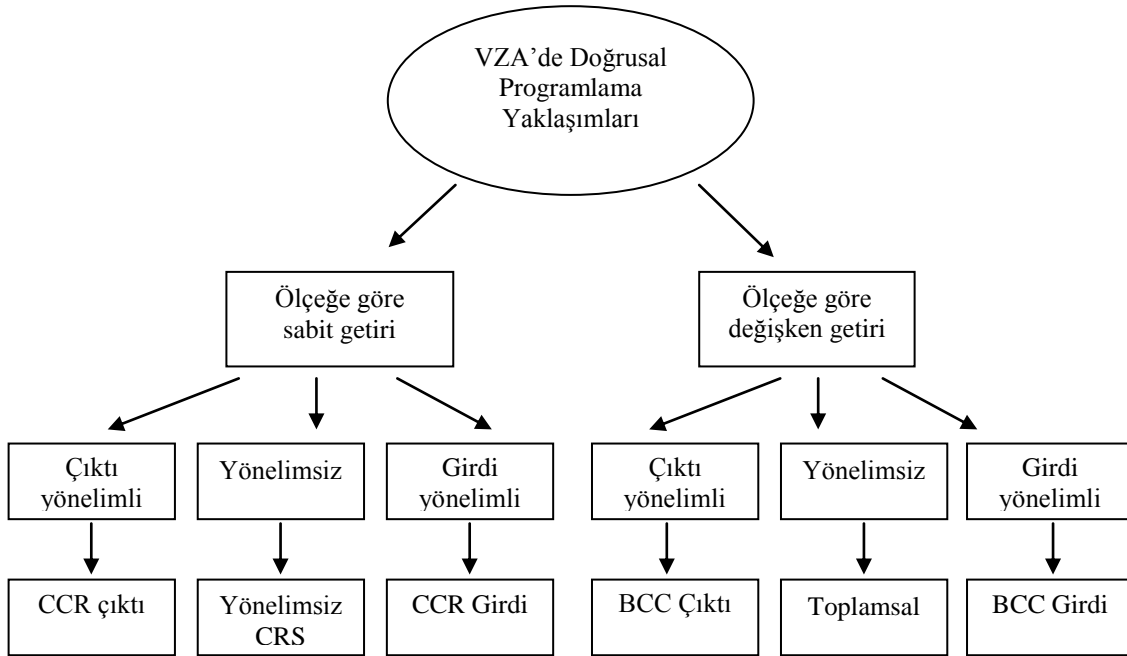 VZA’de Doğrusal
Programlama
Yaklaşımları
Ölçeğe göre
sabit getiri
Ölçeğe göre
değişken getiri
Çıktı
yönelimli
Yönelimsiz
Girdi
yönelimli
Çıktı
yönelimli
Yönelimsiz
Girdi
yönelimli
CCR çıktı
Yönelimsiz
CRS
CCR Girdi
BCC Çıktı
Toplamsal
BCC Girdi